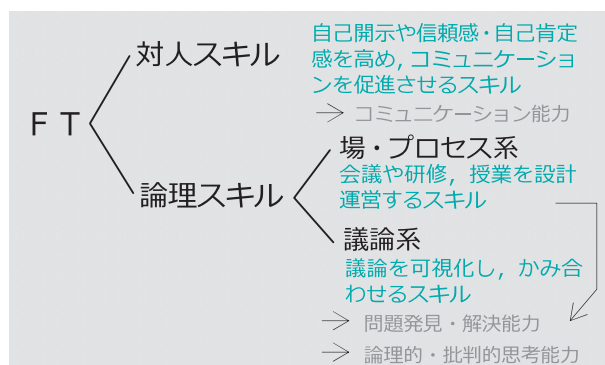 対人スキル
自己開示や信頼感・自己肯定
感を高め,コミュニケーショ
ンを促進させるスキル
→ コミュニケーション能力
ＦＴ
論理スキル
場・プロセス系
会議や研修，授業を設計
運営するスキル
議論系
議論を可視化し，かみ合
わせるスキル
→ 問題発見・解決能力
→ 論理的・批判的思考能力